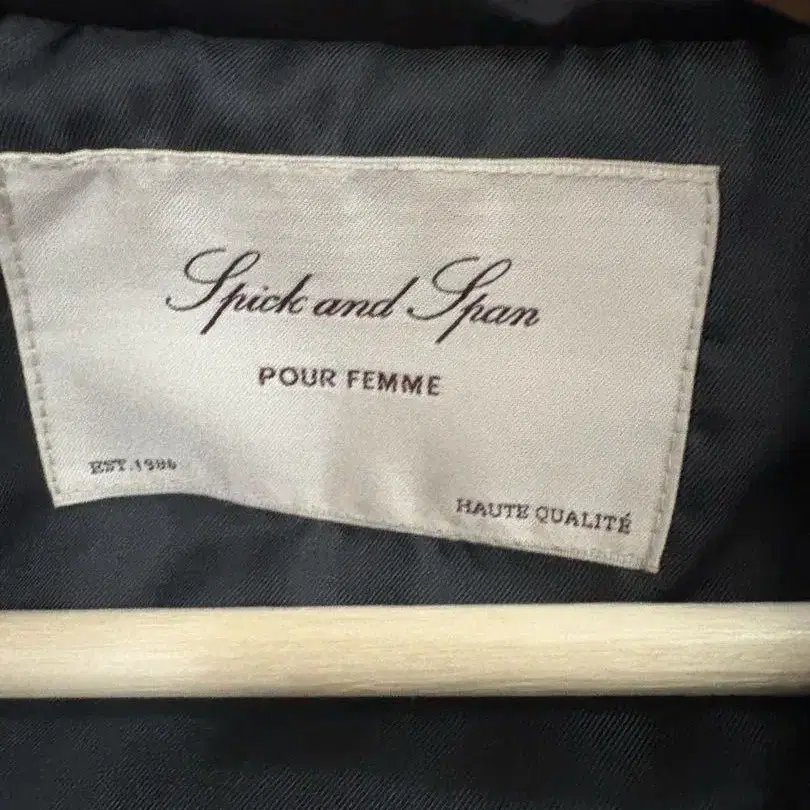 Spick and Span
POUR FEMME
EST.1986
HAUTE QUALITÉ